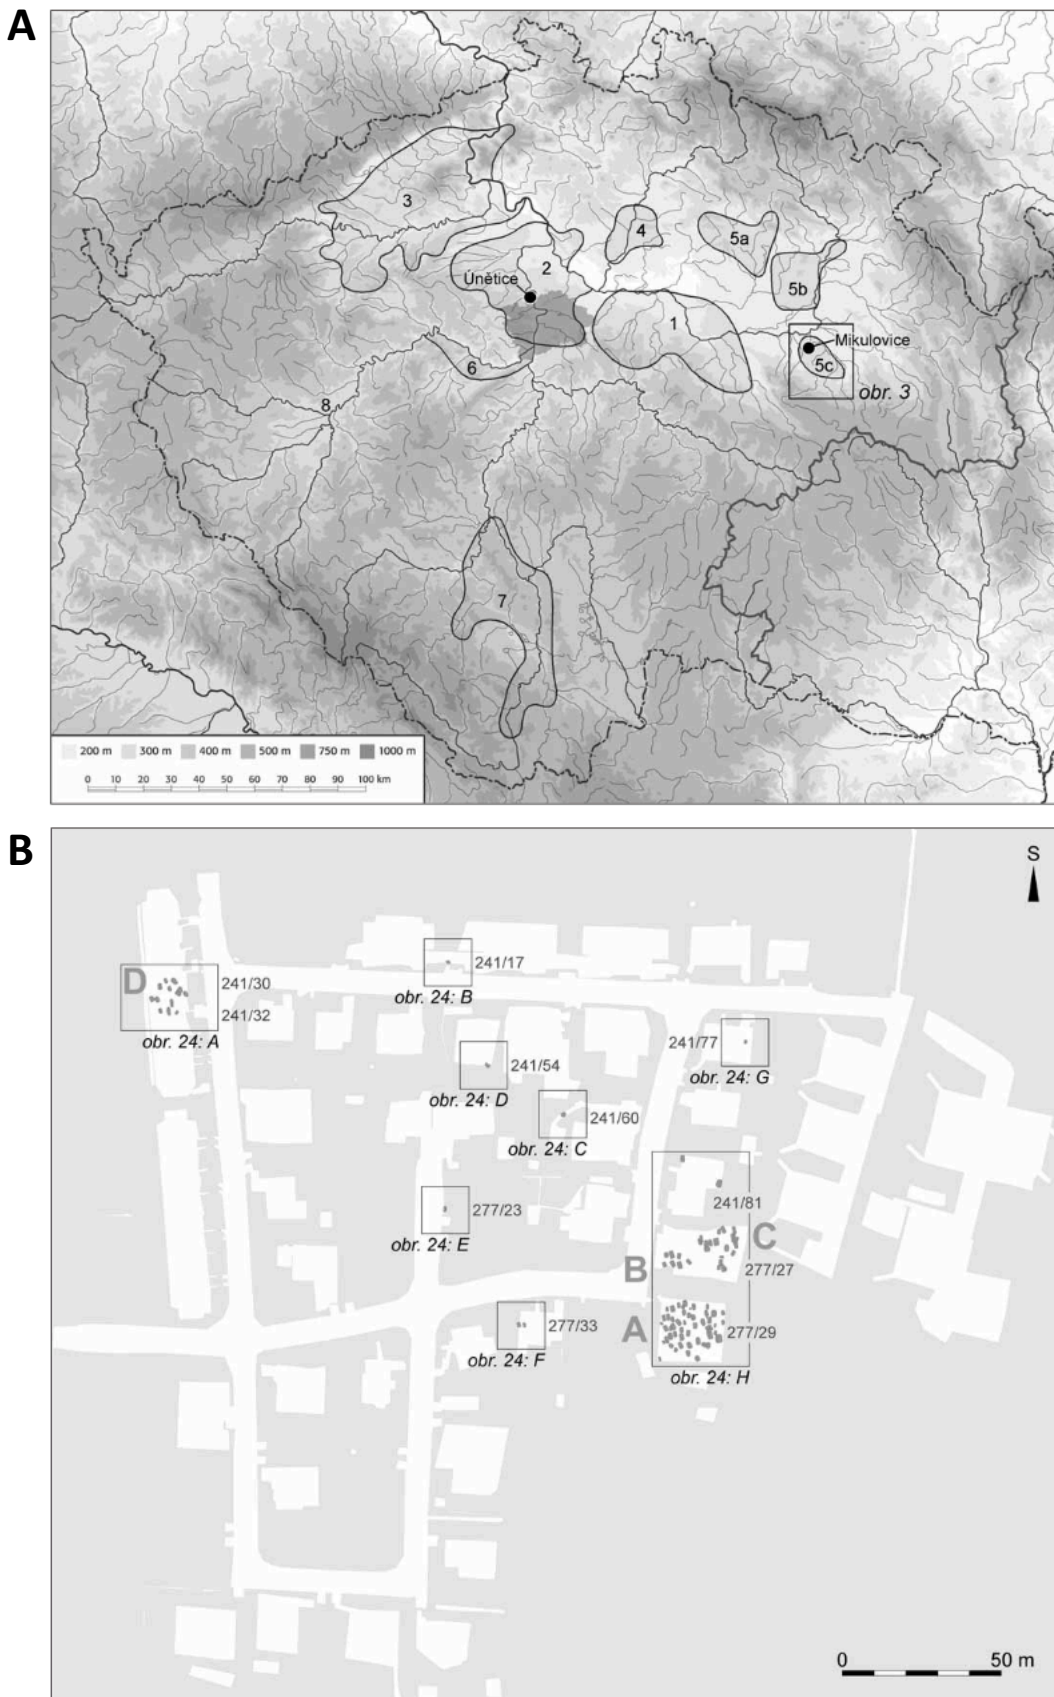 A
3
4
5a
2
Únětice
5b
1
Mikulovice
6
5c
obr. 3
8
7
200 m 300 m 400 m 500 m 750 m 1000 m
0 10 20 30 40 50 60 70 80 90 100 km
B
S
241/17
D
241/30
obr. 24: B
241/32
obr. 24: A
241/77
241/54
obr. 24: G
obr. 24: D
241/60
obr. 24: C
241/81
277/23
C
obr. 24: E
B
277/27
A
277/33
277/29
obr. 24: F
obr. 24: H
0 50 m